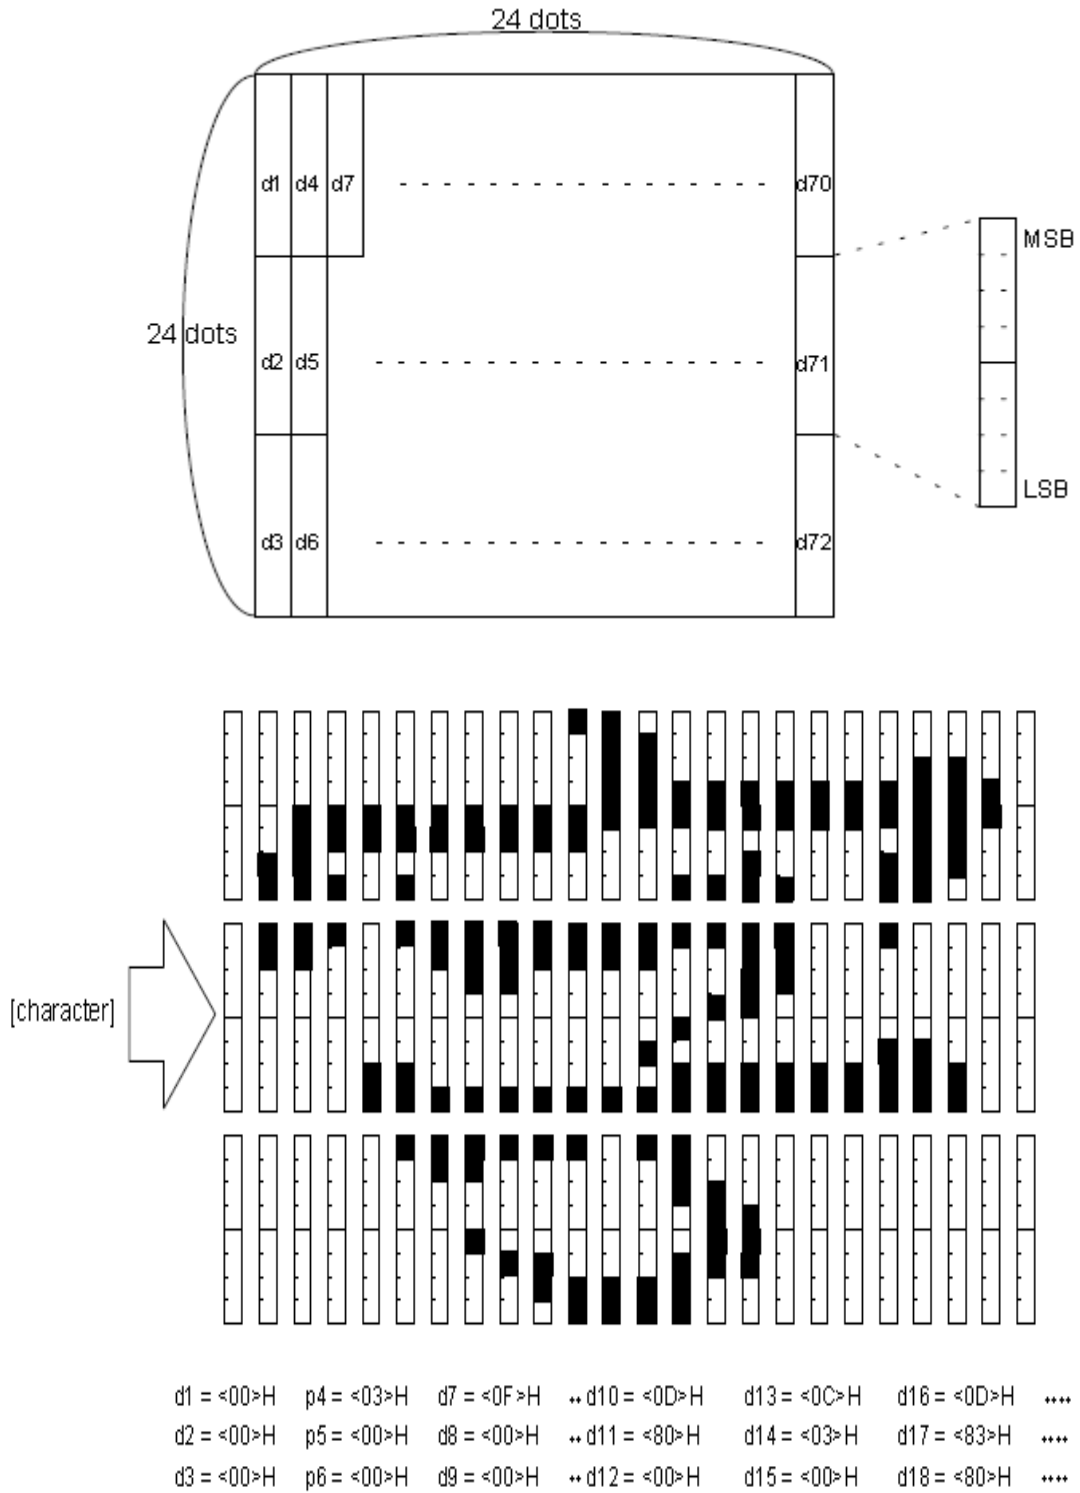 24 dots
d1 d4 d7 - - - - - - - - - - - - - - - - - d70
MSB
24 dots
d2 d5 - - - - - - - - - - - - - - - - - - d71
LSB
d3 d6 - - - - - - - - - - - - - - - - - - d72
[character]
d1 = <00>H p4 = <03>H d7 = <0F>H ·· d10 = <0D>H d13 = <0C>H d16 = <0D>H ····
d2 = <00>H p5 = <00>H d8 = <00>H ·· d11 = <80>H d14 = <03>H d17 = <83>H ····
d3 = <00>H p6 = <00>H d9 = <00>H ·· d12 = <00>H d15 = <00>H d18 = <80>H ····